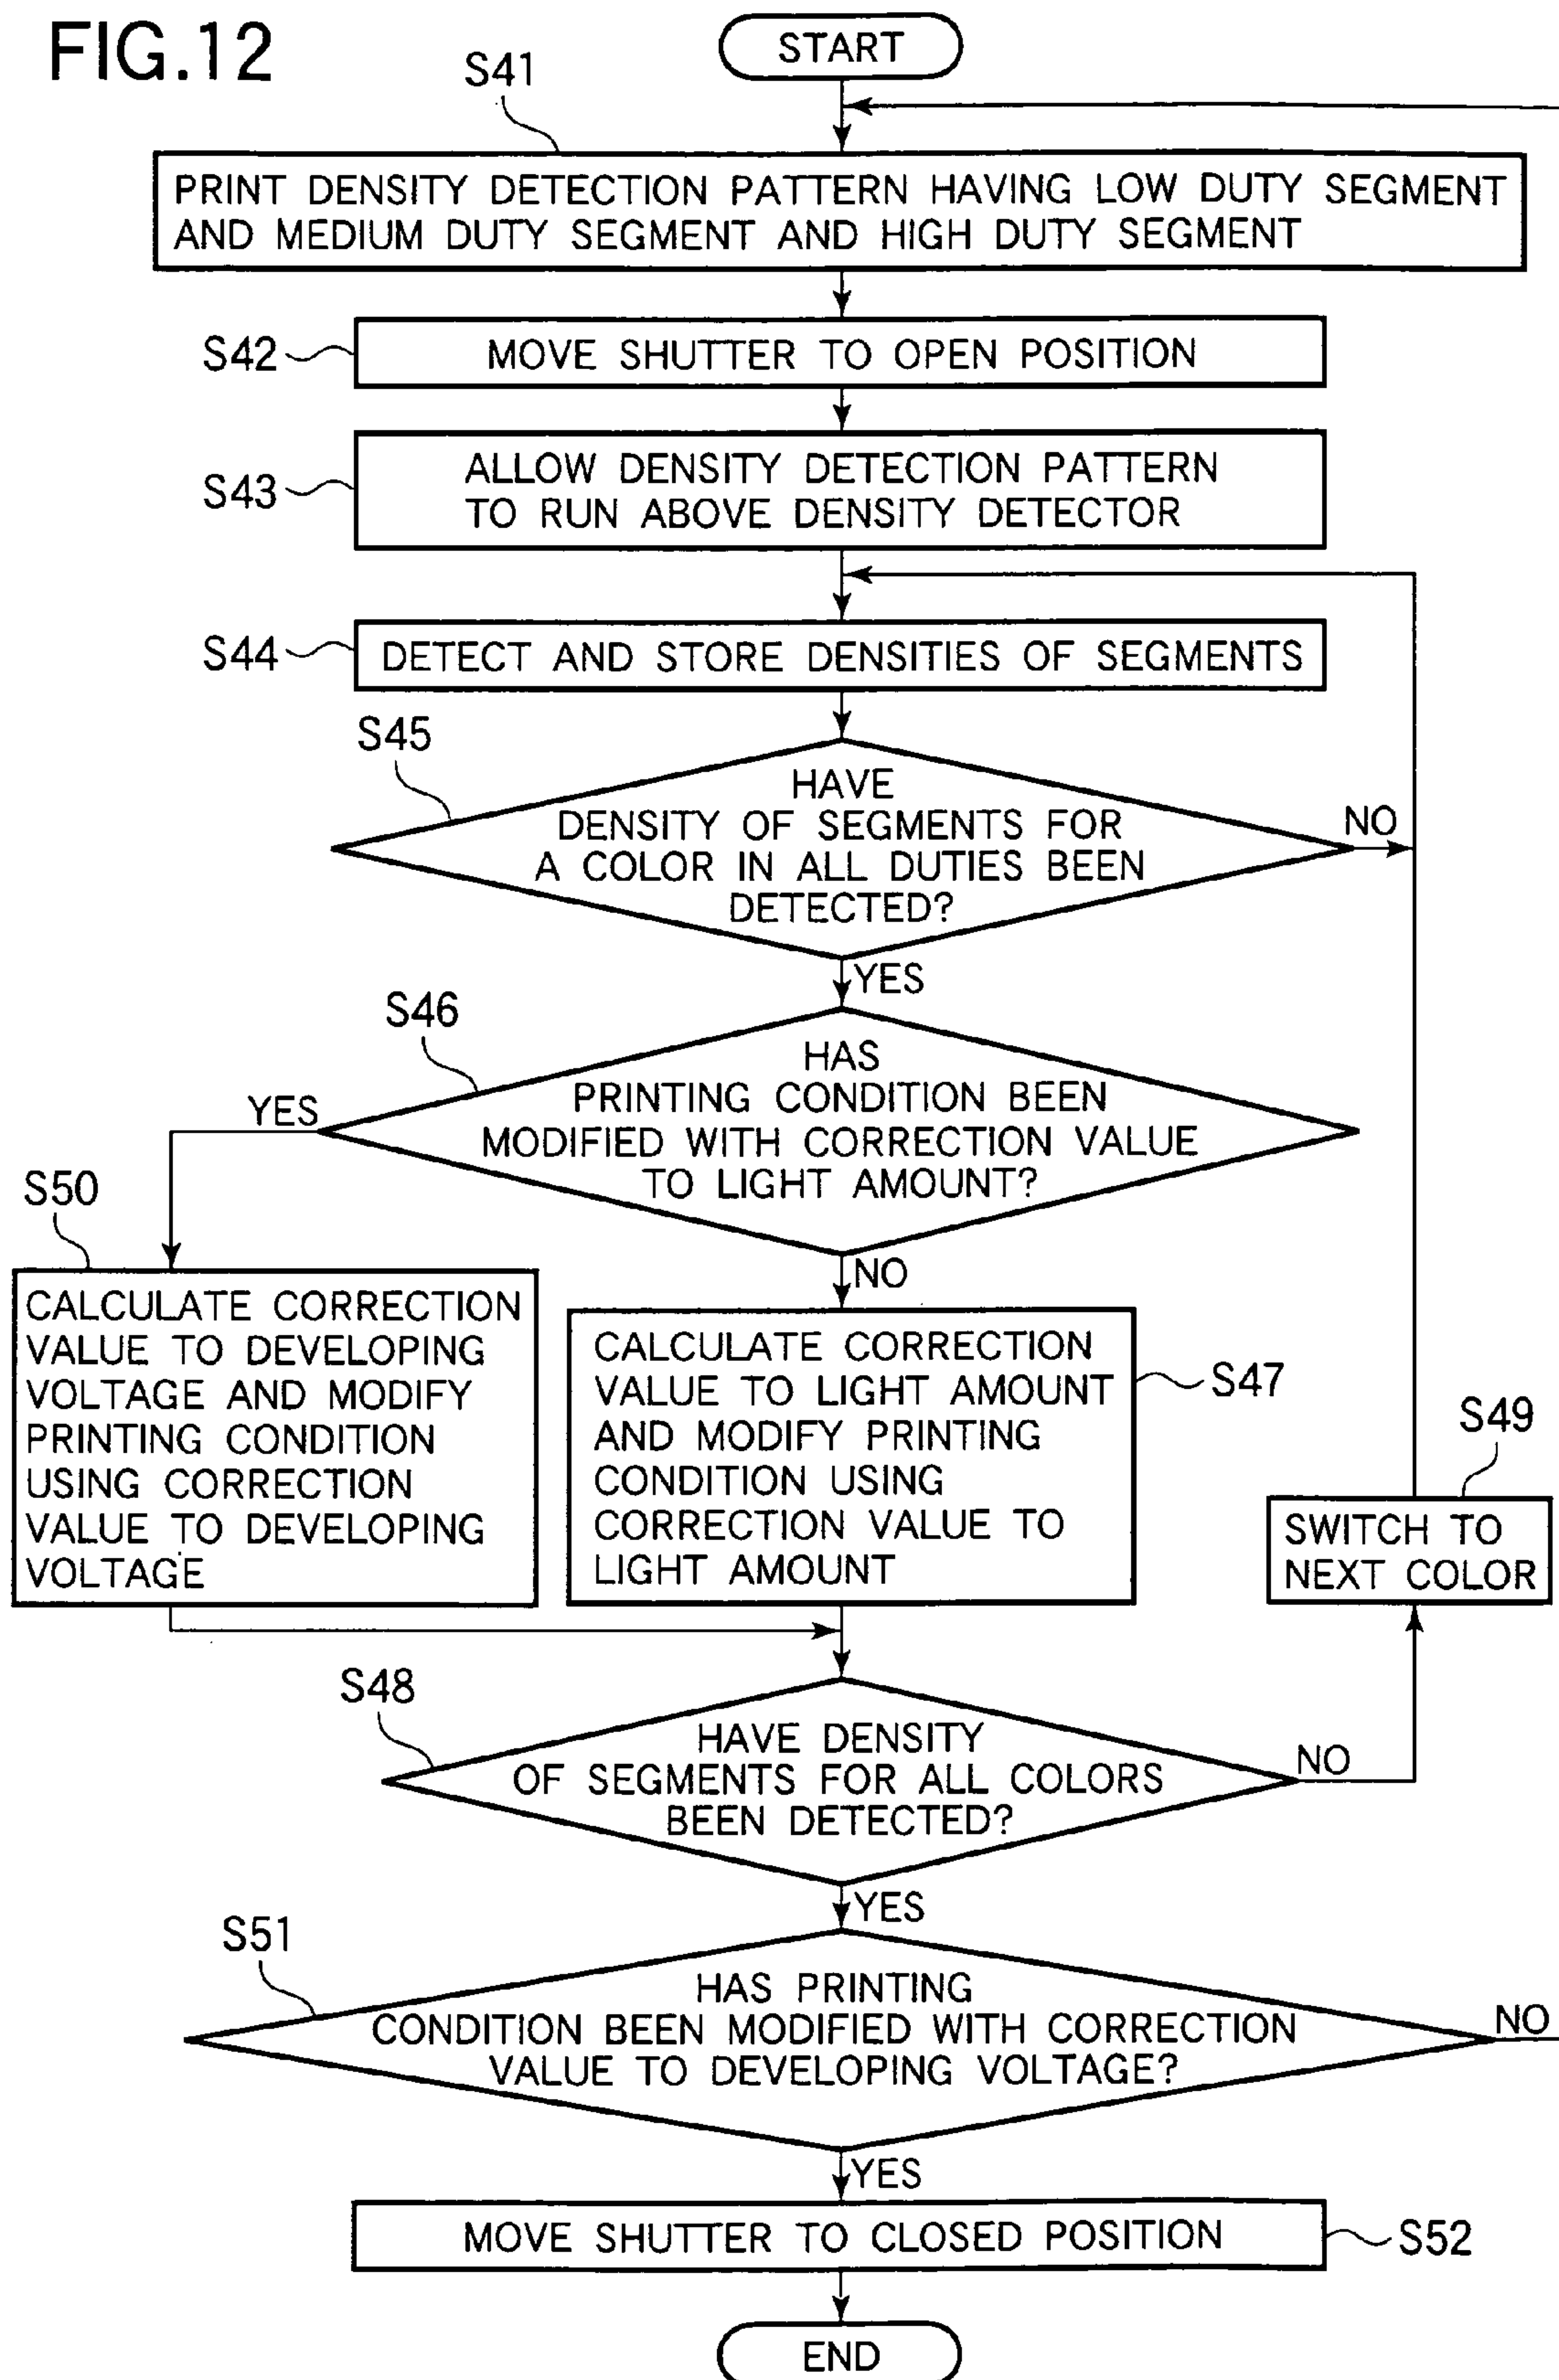 FIG.12
START
S41
PRINT DENSITY DETECTION PATTERN HAVING LOW DUTY SEGMENT
AND MEDIUM DUTY SEGMENT AND HIGH DUTY SEGMENT
S42
MOVE SHUTTER TO OPEN POSITION
S43
ALLOW DENSITY DETECTION PATTERN
TO RUN ABOVE DENSITY DETECTOR
S44
DETECT AND STORE DENSITIES OF SEGMENTS
S45
HAVE
DENSITY OF SEGMENTS FOR
A COLOR IN ALL DUTIES BEEN
DETECTED?
NO
YES
S46
HAS
PRINTING CONDITION BEEN
MODIFIED WITH CORRECTION VALUE
TO LIGHT AMOUNT?
YES
NO
S50
CALCULATE CORRECTION
VALUE TO DEVELOPING
VOLTAGE AND MODIFY
PRINTING CONDITION
USING CORRECTION
VALUE TO DEVELOPING
VOLTAGE
CALCULATE CORRECTION
VALUE TO LIGHT AMOUNT
AND MODIFY PRINTING
CONDITION USING
CORRECTION VALUE TO
LIGHT AMOUNT
S47
S49
SWITCH TO
NEXT COLOR
S48
HAVE DENSITY
OF SEGMENTS FOR ALL COLORS
BEEN DETECTED?
NO
YES
S51
HAS PRINTING
CONDITION BEEN MODIFIED WITH CORRECTION
VALUE TO DEVELOPING VOLTAGE?
NO
YES
MOVE SHUTTER TO CLOSED POSITION
S52
END